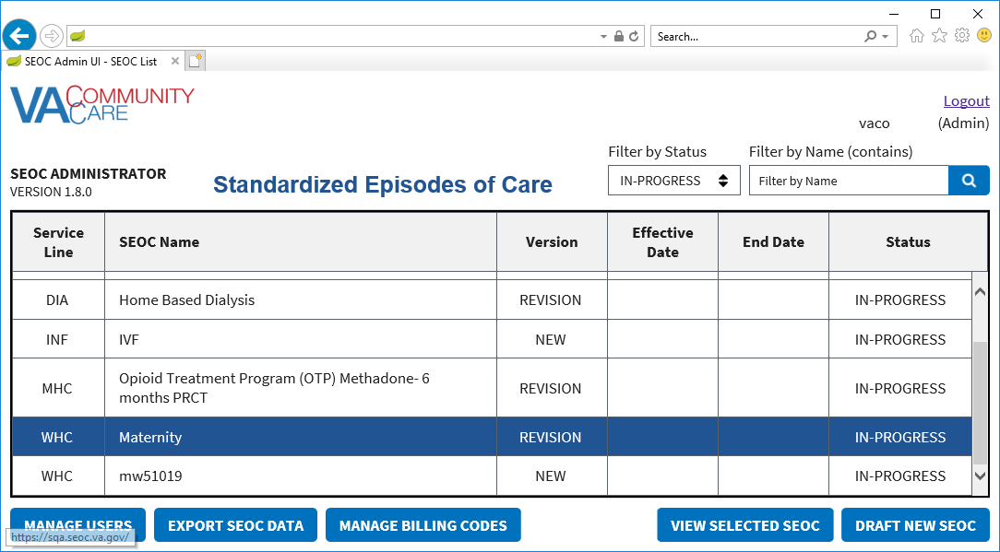 Search...
SEOC Admin UI - SEOC List
VA COMMUNITY
CARE
Logout
vaco (Admin)
Filter by Status Filter by Name (contains)
SEOC ADMINISTRATOR
VERSION 1.8.0
Standardized Episodes of Care
IN-PROGRESS
Filter by Name
Service Line SEOC Name Version Effective Date End Date Status
DIA Home Based Dialysis REVISION IN-PROGRESS
INF IVF NEW IN-PROGRESS
MHC Opioid Treatment Program (OTP) Methadone- 6 months PRCT REVISION IN-PROGRESS
WHC Maternity REVISION IN-PROGRESS
WHC mw51019 NEW IN-PROGRESS
MANAGE USERS EXPORT SEOC DATA MANAGE BILLING CODES VIEW SELECTED SEOC DRAFT NEW SEOC
https://sqa.seoc.va.gov/